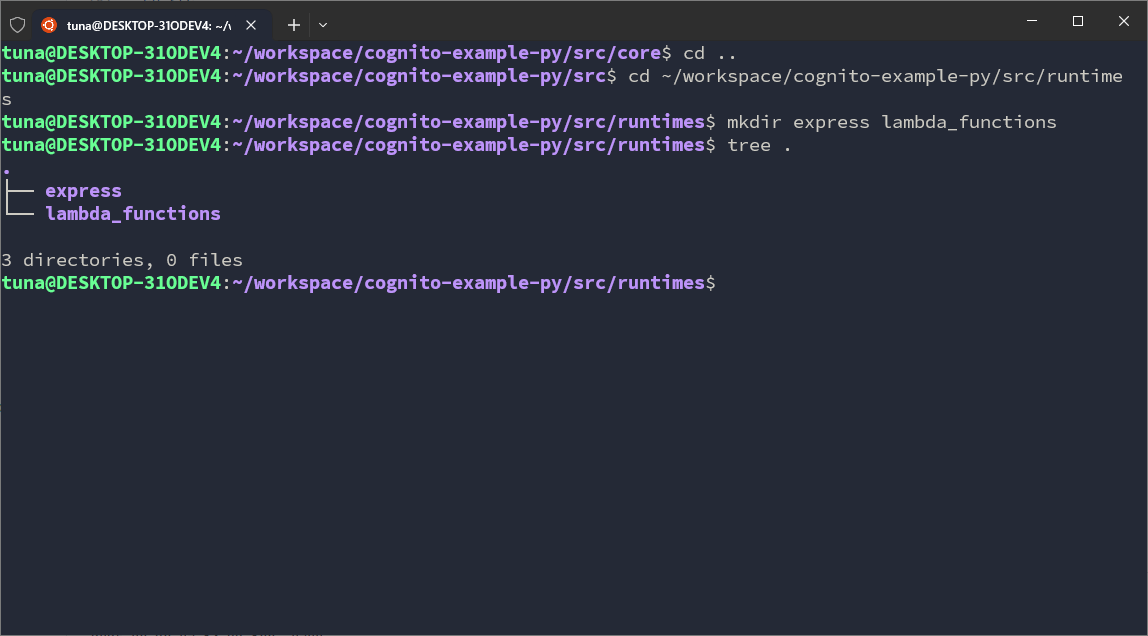 tuna@DESKTOP-31ODEV4: ~/v
tuna@DESKTOP-31ODEV4:~/workspace/cognito-example-py/src/core$ cd ..
tuna@DESKTOP-31ODEV4:~/workspace/cognito-example-py/src$ cd ~/workspace/cognito-example-py/src/runtime
s
tuna@DESKTOP-31ODEV4:~/workspace/cognito-example-py/src/runtimes$ mkdir express lambda_functions
tuna@DESKTOP-31ODEV4:~/workspace/cognito-example-py/src/runtimes$ tree .
.
├── express
└── lambda_functions
3 directories, 0 files
tuna@DESKTOP-31ODEV4:~/workspace/cognito-example-py/src/runtimes$